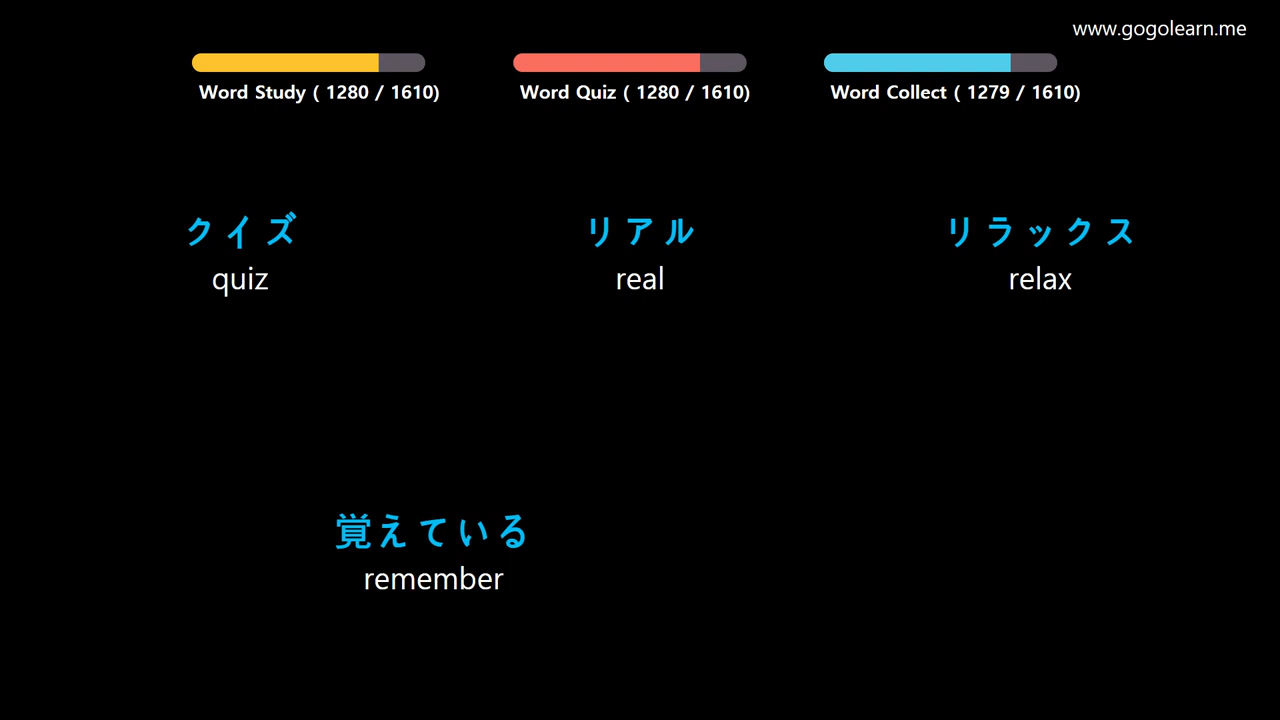 www.gogolearn.me
Word Study ( 1280 / 1610)
Word Quiz ( 1280 / 1610)
Word Collect ( 1279 / 1610)
クイズ
quiz
リアル
real
リラックス
relax
覚えている
remember